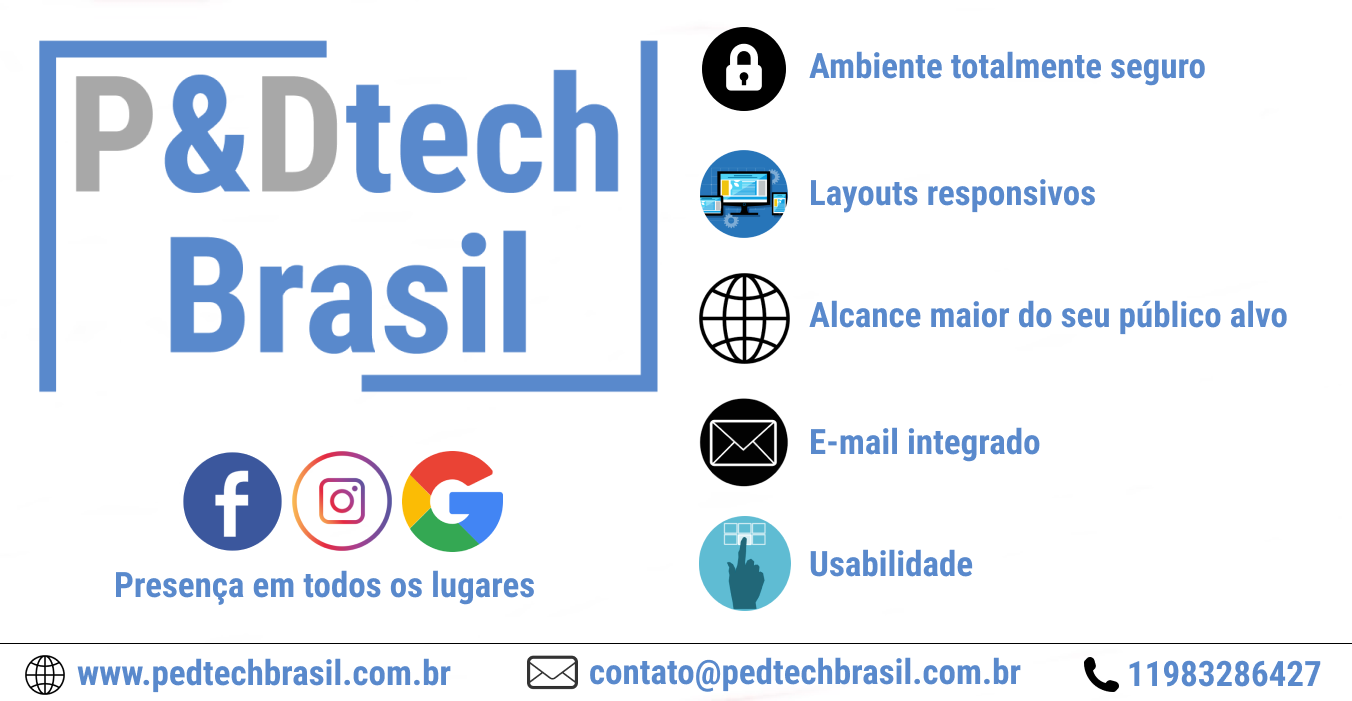 P&Dtech
Brasil
Presença em todos os lugares
Ambiente totalmente seguro
Layouts responsivos
Alcance maior do seu público alvo
E-mail integrado
Usabilidade
www.pedtechbrasil.com.br
contato@pedtechbrasil.com.br
11983286427